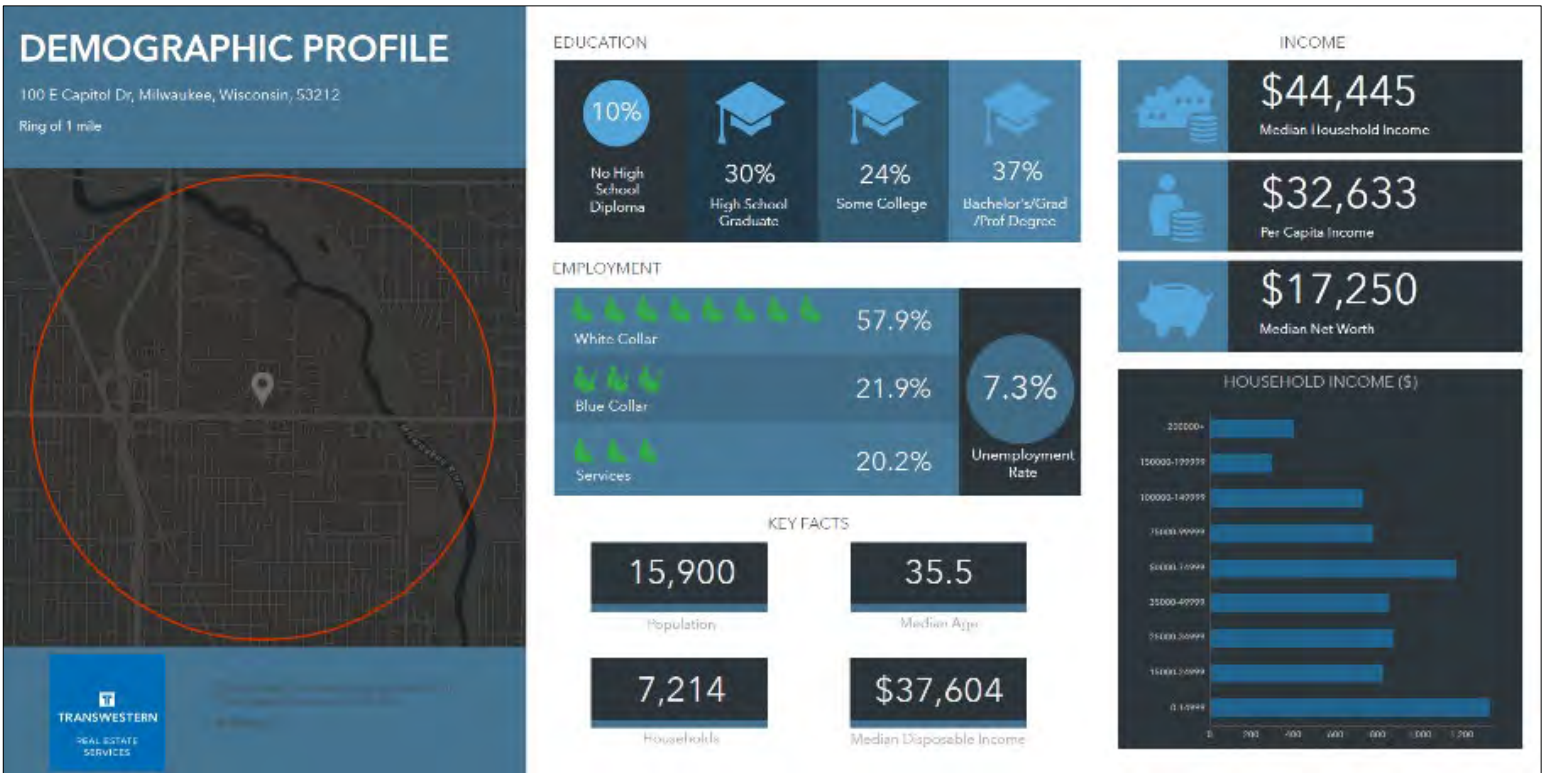 DEMOGRAPHIC PROFILE
100 E Capitol Dr, Milwaukee, Wisconsin, 53212
Ring of 1 mile
TRANSWESTERN
REAL ESTATE
SERVICES
EDUCATION
10%
No High
School
Diploma
30%
High School
Graduate
24%
Some College
37%
Bachelor's/Grad
/Prof Degree
EMPLOYMENT
White Collar
57.9%
Blue Collar
21.9%
Services
20.2%
7.3%
Unemployment
Rate
KEY FACTS
15,900
Population
35.5
Median Age
7,214
Households
$37,604
Median Disposable Income
INCOME
$44,445
Median Household Income
$32,633
Per Capita Income
$17,250
Median Net Worth
HOUSEHOLD INCOME ($)
200000+
150000-199999
100000-149999
75000-99999
50000-74999
35000-49999
25000-34999
15000-24999
0-14999
0 200 400 600 800 1,000 1,200